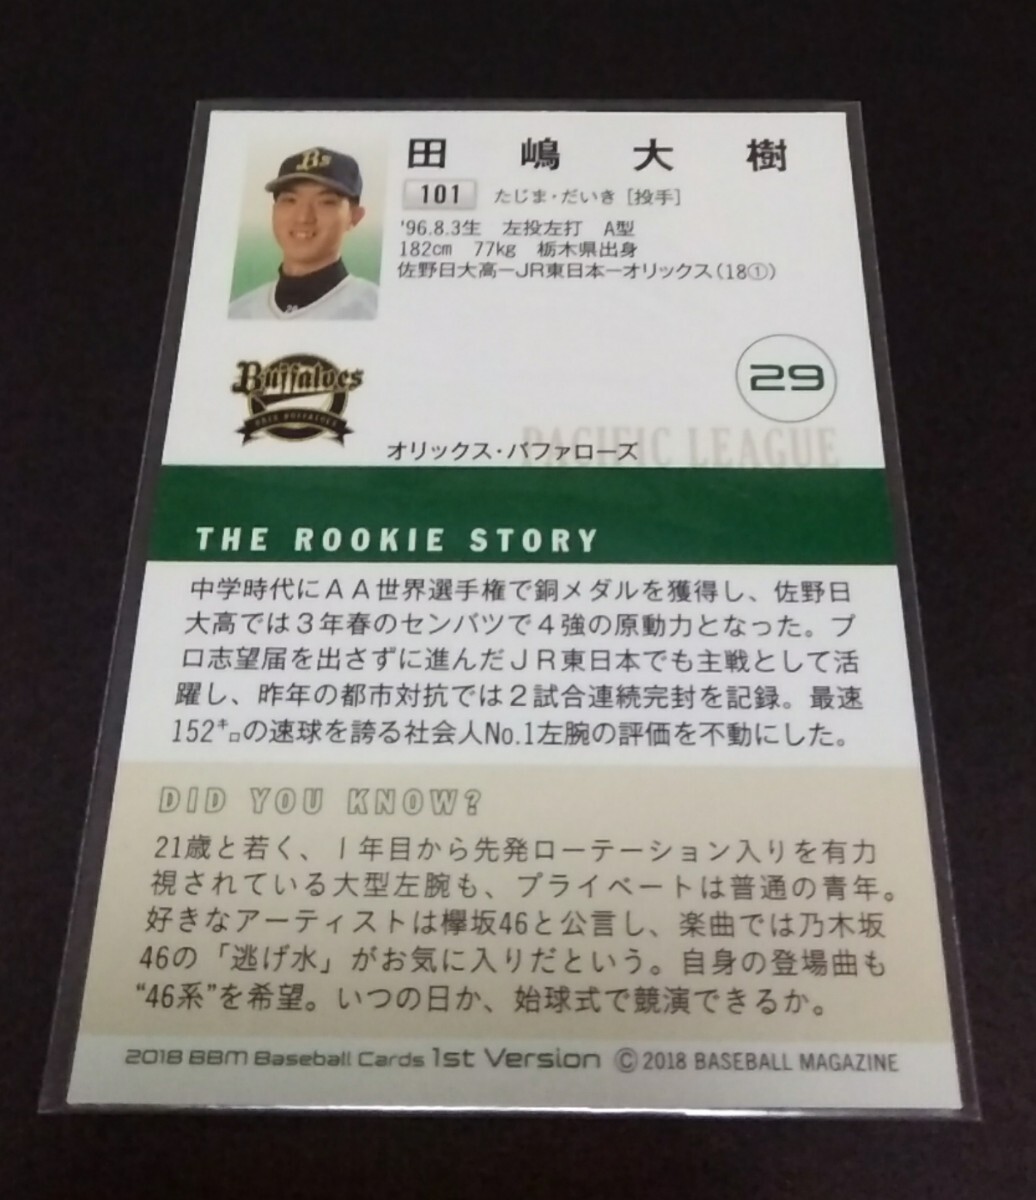 田嶋大樹
101 たじま・だいき [投手]
'96.8.3生 左投左打 A型
182cm 77kg 栃木県出身
佐野日大高ーJR東日本ーオリックス(18①)
Bs
Buffaloes
ORIX BUFFALOES
29
PACIFIC LEAGUE
オリックス・バファローズ
THE ROOKIE STORY
中学時代にAA世界選手権で銅メダルを獲得し、佐野日
大高では3年春のセンバツで4強の原動力となった。プ
ロ志望届を出さずに進んだJR東日本でも主戦として活
躍し、昨年の都市対抗では2試合連続完封を記録。最速
152㌔の速球を誇る社会人No.1左腕の評価を不動にした。
DID YOU KNOW?
21歳と若く、1年目から先発ローテーション入りを有力
視されている大型左腕も、プライベートは普通の青年。
好きなアーティストは欅坂46と公言し、楽曲では乃木坂
46の「逃げ水」がお気に入りだという。自身の登場曲も
"46系"を希望。いつの日か、始球式で競演できるか。
2018 BBM Baseball Cards 1st Version © 2018 BASEBALL MAGAZINE